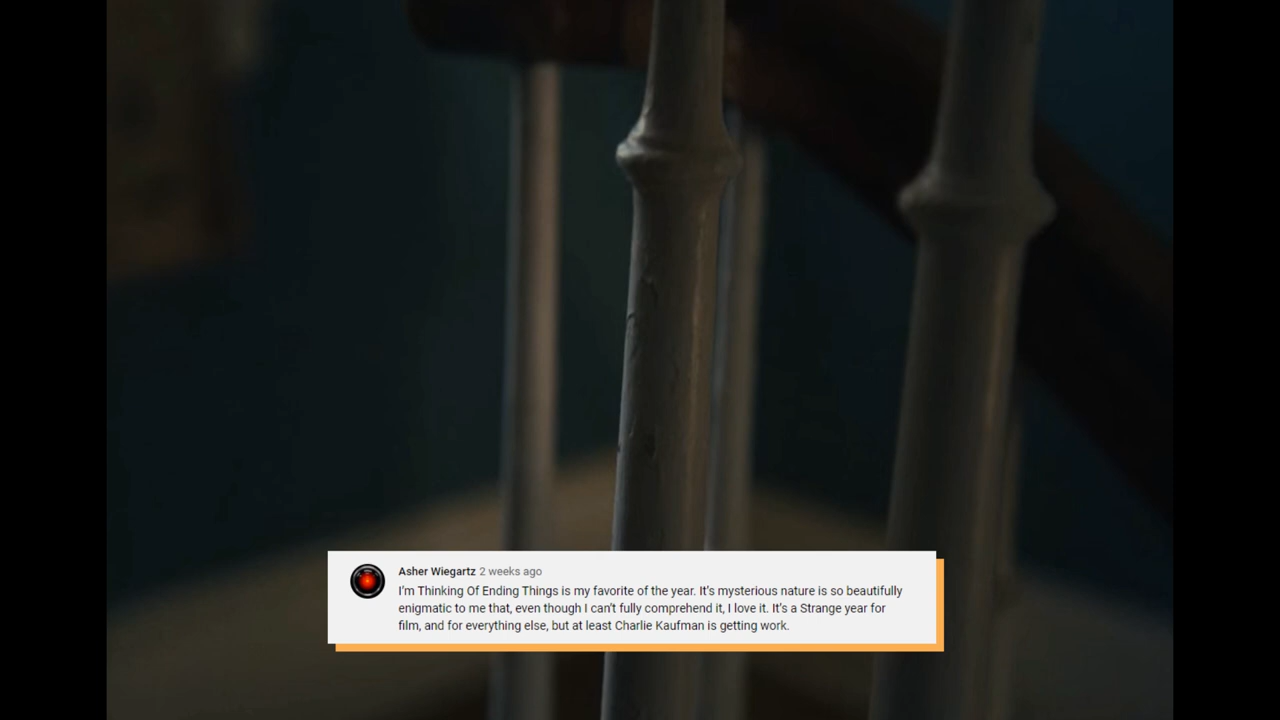 Asher Wiegartz 2 weeks ago
I'm Thinking Of Ending Things is my favorite of the year. It's mysterious nature is so beautifully
enigmatic to me that, even though I can't fully comprehend it, I love it. It's a Strange year for
film, and for everything else, but at least Charlie Kaufman is getting work.